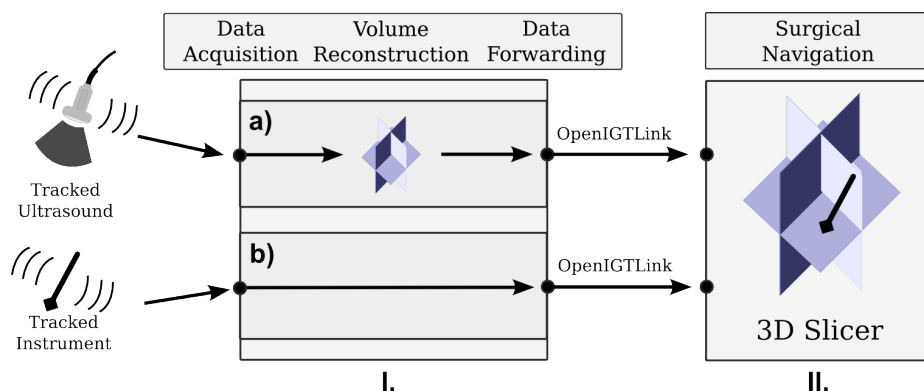 Data
Acquisition
Volume
Reconstruction
Data
Forwarding
Surgical
Navigation
a)
OpenIGTLink
Tracked
Ultrasound
b)
OpenIGTLink
Tracked
Instrument
3D Slicer
I.
II.